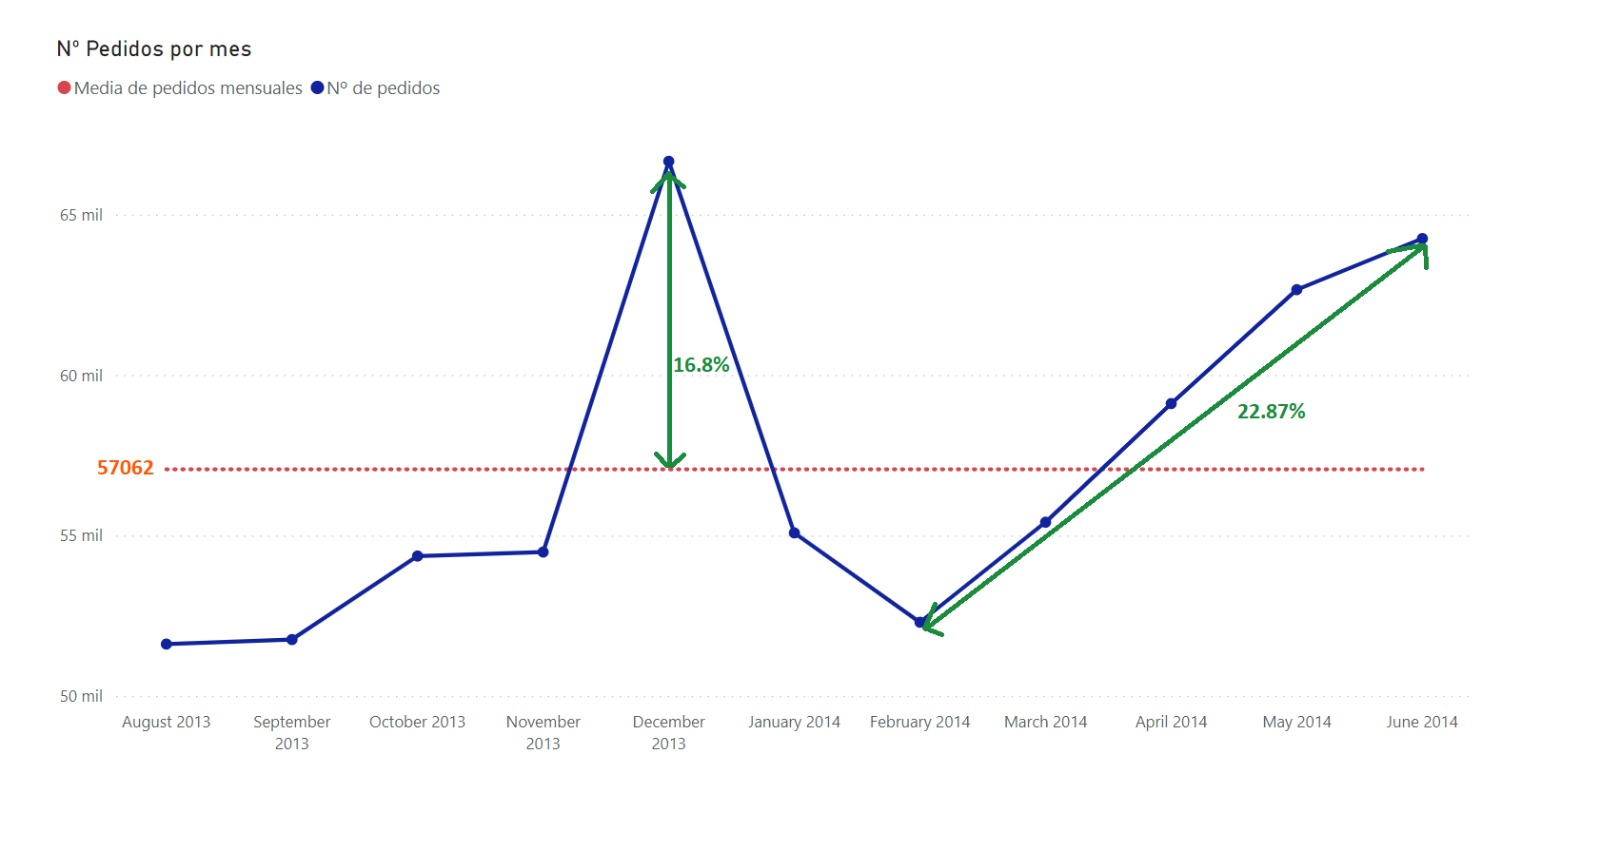 Nº Pedidos por mes
Media de pedidos mensuales Nº de pedidos
65 mil
16.8%
60 mil
22.87%
57062
55 mil
50 mil
August 2013 September 2013 October 2013 November 2013 December 2013 January 2014 February 2014 March 2014 April 2014 May 2014 June 2014